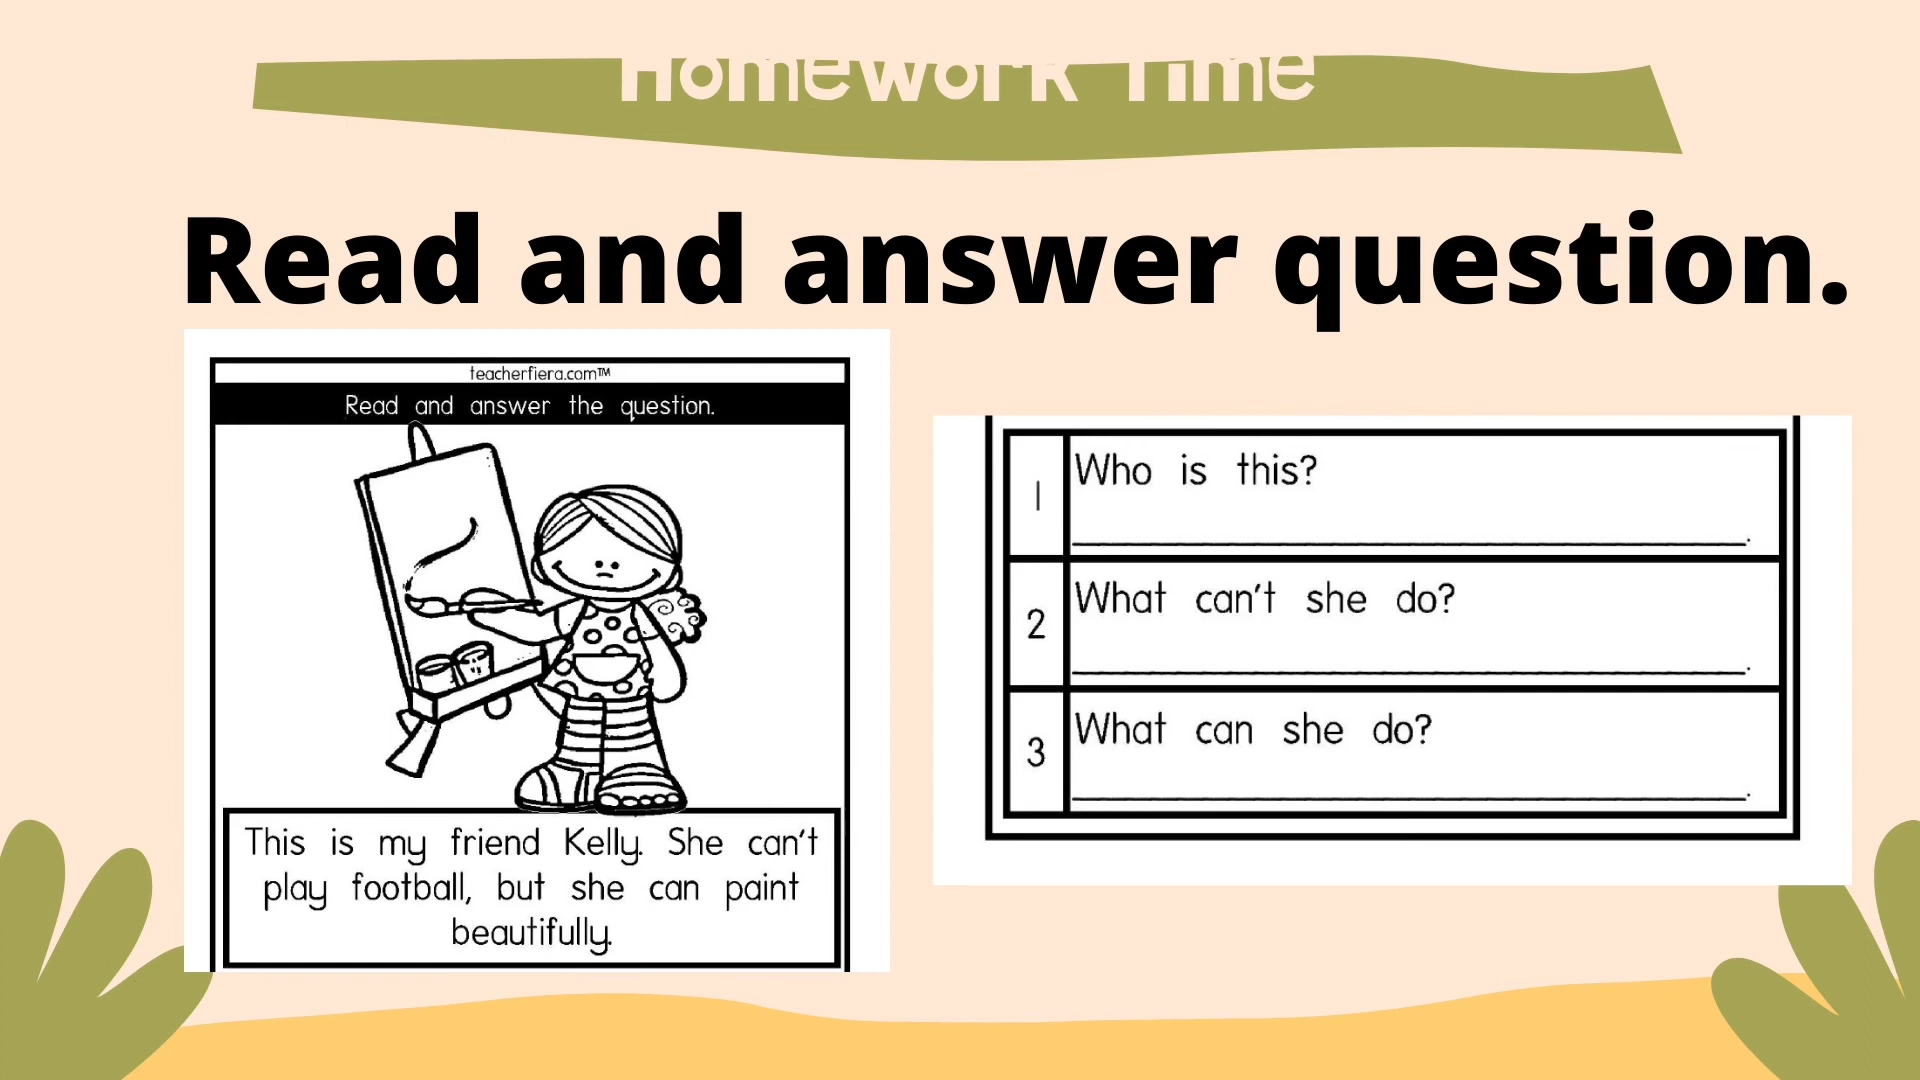 Homework Time
Read and answer question.
teacherfiera.com™
Read and answer the question.
This is my friend Kelly. She can't
play football, but she can paint
beautifully.
1
Who is this?
2
What can't she do?
3
What can she do?